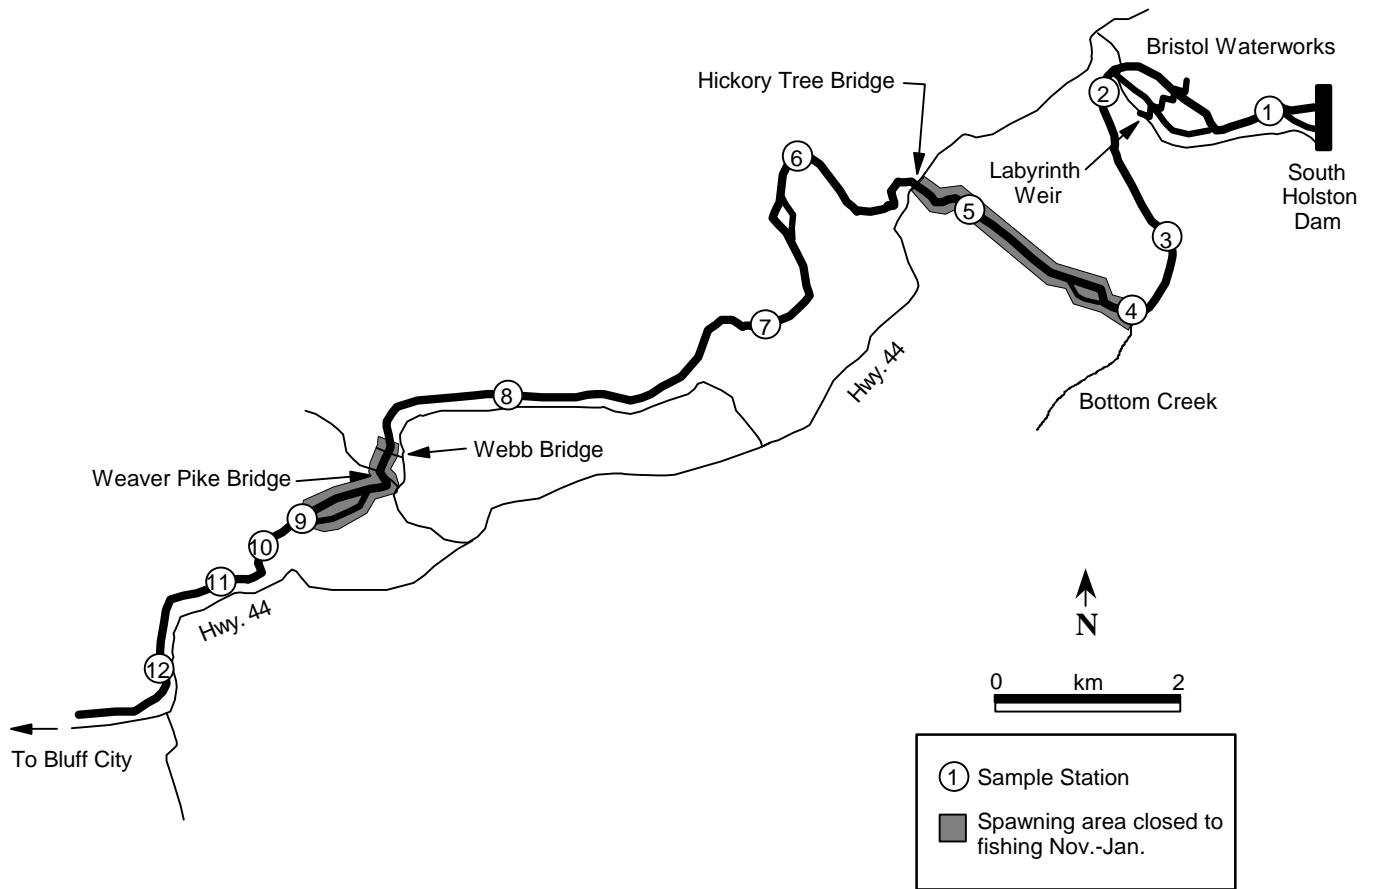 Bristol Waterworks
Hickory Tree Bridge
2
1
6
Labyrinth
Weir
South
Holston
Dam
5
3
4
7
Hwy. 44
8
Bottom Creek
Webb Bridge
Weaver Pike Bridge
9
10
11
Hwy. 44
N
12
0 km 2
To Bluff City
1 Sample Station
Spawning area closed to
fishing Nov.-Jan.